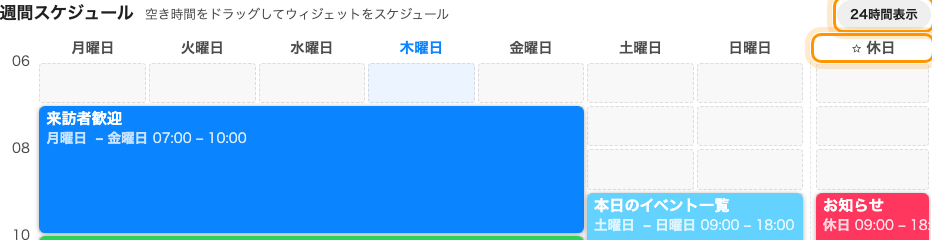 週間スケジュール 空き時間をドラッグしてウィジェットをスケジュール 24時間表示
月曜日 火曜日 水曜日 木曜日 金曜日 土曜日 日曜日 ☆ 休日
06
来訪者歓迎
月曜日 – 金曜日 07:00 – 10:00
08
本日のイベント一覧
土曜日 – 日曜日 09:00 – 18:00
お知らせ
休日 09:00 – 18:
10